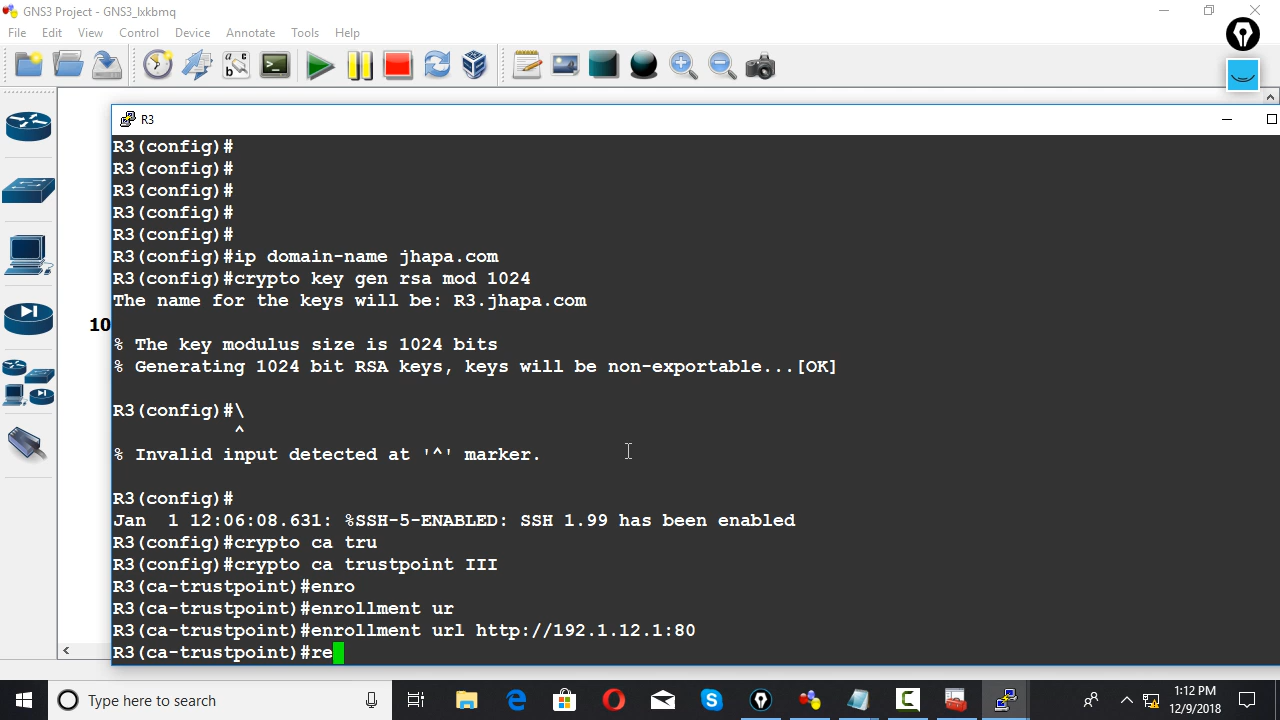 GNS3 Project - GNS3_lxkbmq
File Edit View Control Device Annotate Tools Help
R3
R3(config)#
R3(config)#
R3(config)#
R3(config)#
R3(config)#
R3(config)#ip domain-name jhapa.com
R3(config)#crypto key gen rsa mod 1024
The name for the keys will be: R3.jhapa.com
% The key modulus size is 1024 bits
% Generating 1024 bit RSA keys, keys will be non-exportable...[OK]
10
R3(config)#\
^
% Invalid input detected at '^' marker.
R3(config)#
Jan  1 12:06:08.631: %SSH-5-ENABLED: SSH 1.99 has been enabled
R3(config)#crypto ca tru
R3(config)#crypto ca trustpoint III
R3(ca-trustpoint)#enro
R3(ca-trustpoint)#enrollment ur
R3(ca-trustpoint)#enrollment url http://192.1.12.1:80
R3(ca-trustpoint)#re
Type here to search
1:12 PM
12/9/2018